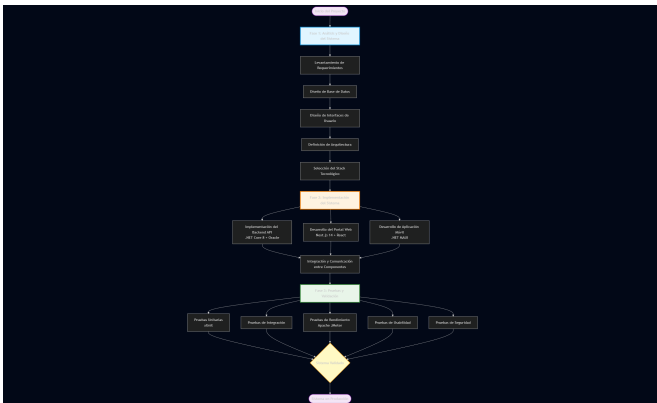 Levantamiento de
Requerimientos
Diseño de Base de Datos
Diseño de Interfaces de
Usuario
Definición de Arquitectura
Selección del Stack
Tecnológico
Implementación del
Backend API
.NET Core 8 + Oracle
Desarrollo del Portal Web
Next.js + React
Desarrollo de Aplicación
Móvil
.NET MAUI
Integración y Comunicación
entre Componentes
Pruebas Unitarias
xUnit
Pruebas de Integración
Pruebas de Rendimiento
Apache JMeter
Pruebas de Usabilidad
Pruebas de Seguridad